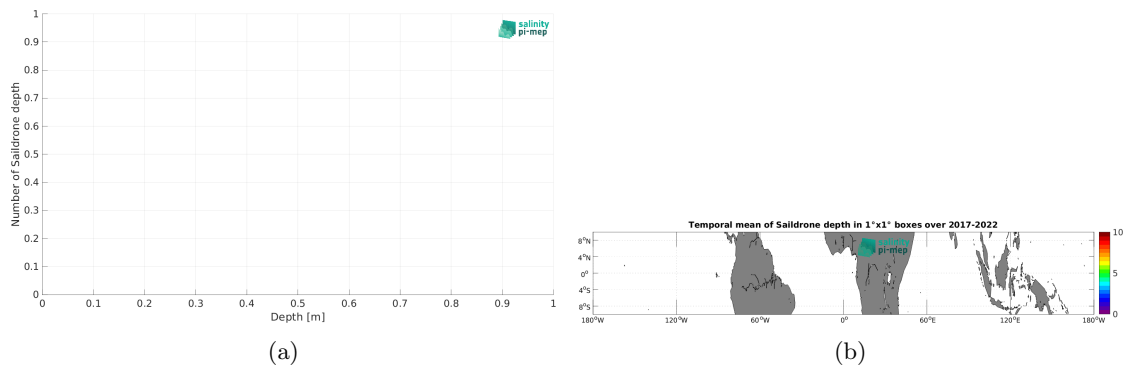 1
0.9
0.8
0.7
0.6
0.5
0.4
0.3
0.2
0.1
0
Number of Saildrone depth
salinity
pi-mep
0 0.1 0.2 0.3 0.4 0.5 0.6 0.7 0.8 0.9 1
Depth [m]
(a)
Temporal mean of Saildrone depth in 1°x1° boxes over 2017-2022
salinity
pi-mep
8°N
4°N
0°
4°S
8°S
180°W 120°W 60°W 0° 60°E 120°E 180°W
10
5
0
(b)